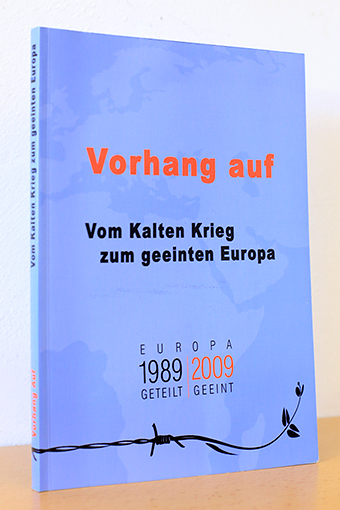 Vorhang auf
Vom Kalten Krieg
zum geeinten Europa
EUROPA
1989 2009
GETEILT GEEINT
Vorhang Auf Vom Kalten Krieg zum geeinten Europa